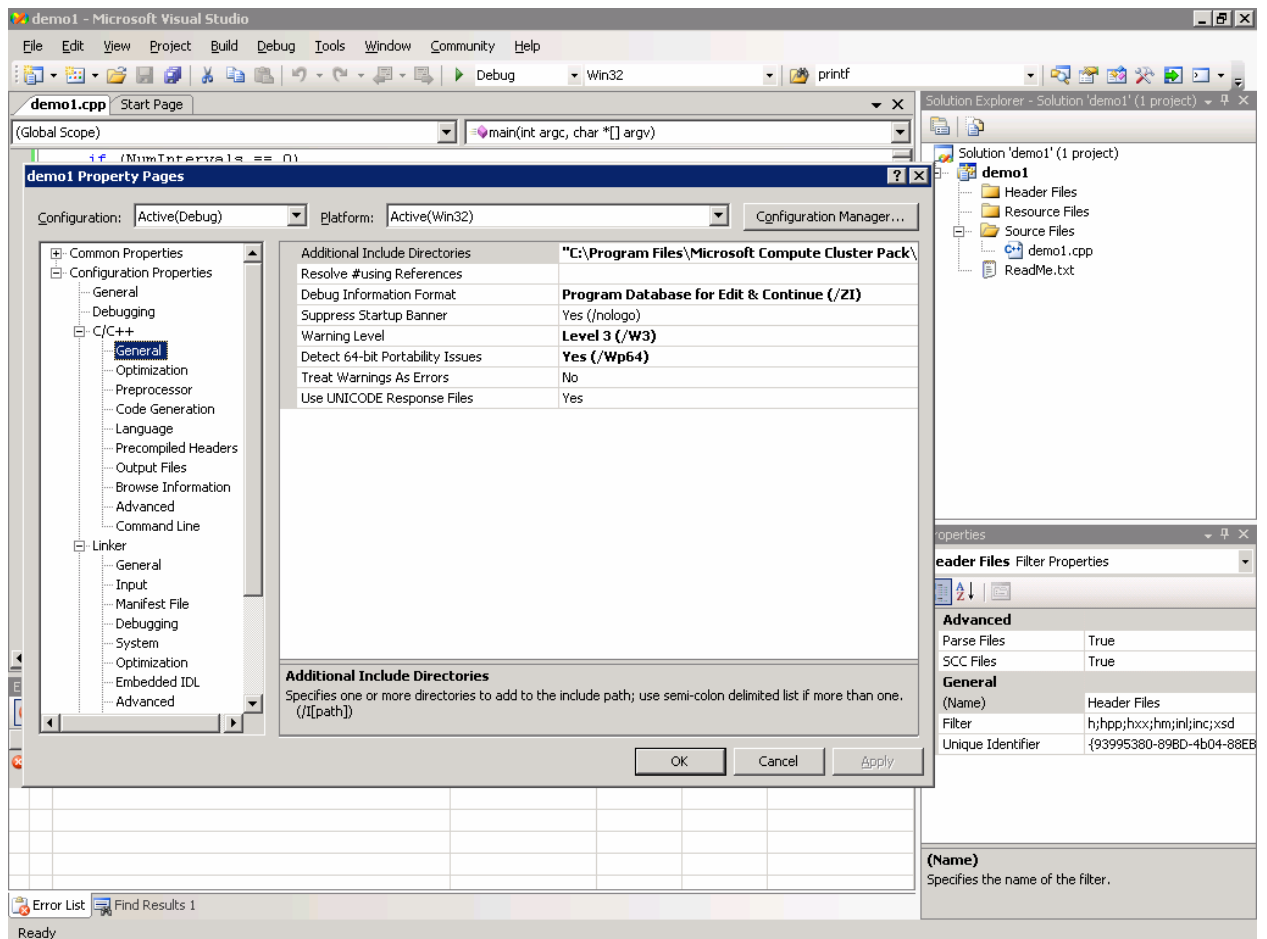 demo1 - Microsoft Visual Studio
File Edit View Project Build Debug Tools Window Community Help
Debug Win32 printf
demo1.cpp Start Page
(Global Scope) main(int argc, char *[] argv)
if (NumIntervals == 0)
demo1 Property Pages
Configuration: Active(Debug) Platform: Active(Win32) Configuration Manager...
Common Properties
Configuration Properties
General
Debugging
C/C++
General
Optimization
Preprocessor
Code Generation
Language
Precompiled Headers
Output Files
Browse Information
Advanced
Command Line
Linker
General
Input
Manifest File
Debugging
System
Optimization
Embedded IDL
Advanced
Additional Include Directories "C:\Program Files\Microsoft Compute Cluster Pack\
Resolve #using References
Debug Information Format Program Database for Edit & Continue (/ZI)
Suppress Startup Banner Yes (/nologo)
Warning Level Level 3 (/W3)
Detect 64-bit Portability Issues Yes (/Wp64)
Treat Warnings As Errors No
Use UNICODE Response Files Yes
Additional Include Directories
Specifies one or more directories to add to the include path; use semi-colon delimited list if more than one.
(/I[path])
OK Cancel Apply
Solution Explorer - Solution 'demo1' (1 project)
Solution 'demo1' (1 project)
demo1
Header Files
Resource Files
Source Files
demo1.cpp
ReadMe.txt
roperties
eader Files Filter Properties
Advanced
Parse Files True
SCC Files True
General
(Name) Header Files
Filter h;hpp;hxx;hm;inl;inc;xsd
Unique Identifier {93995380-89BD-4b04-88EB
(Name)
Specifies the name of the filter.
Error List Find Results 1
Ready